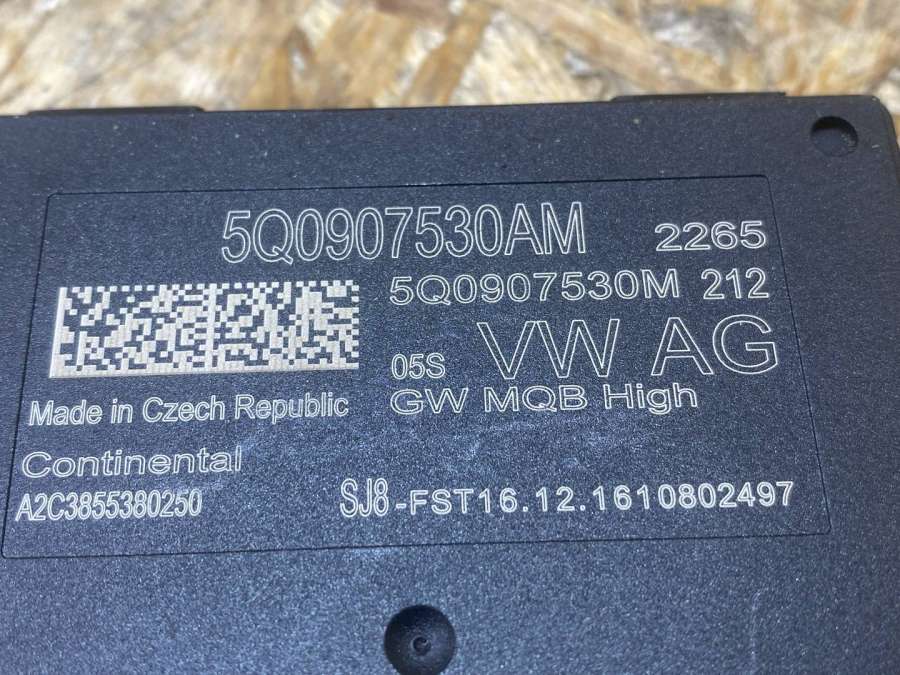 5Q0907530AM 2265
5Q0907530M 212
05S VW AG
GW MQB High
Made in Czech Republic
Continental
A2C3855380250
SJ8-FST16.12.1610802497